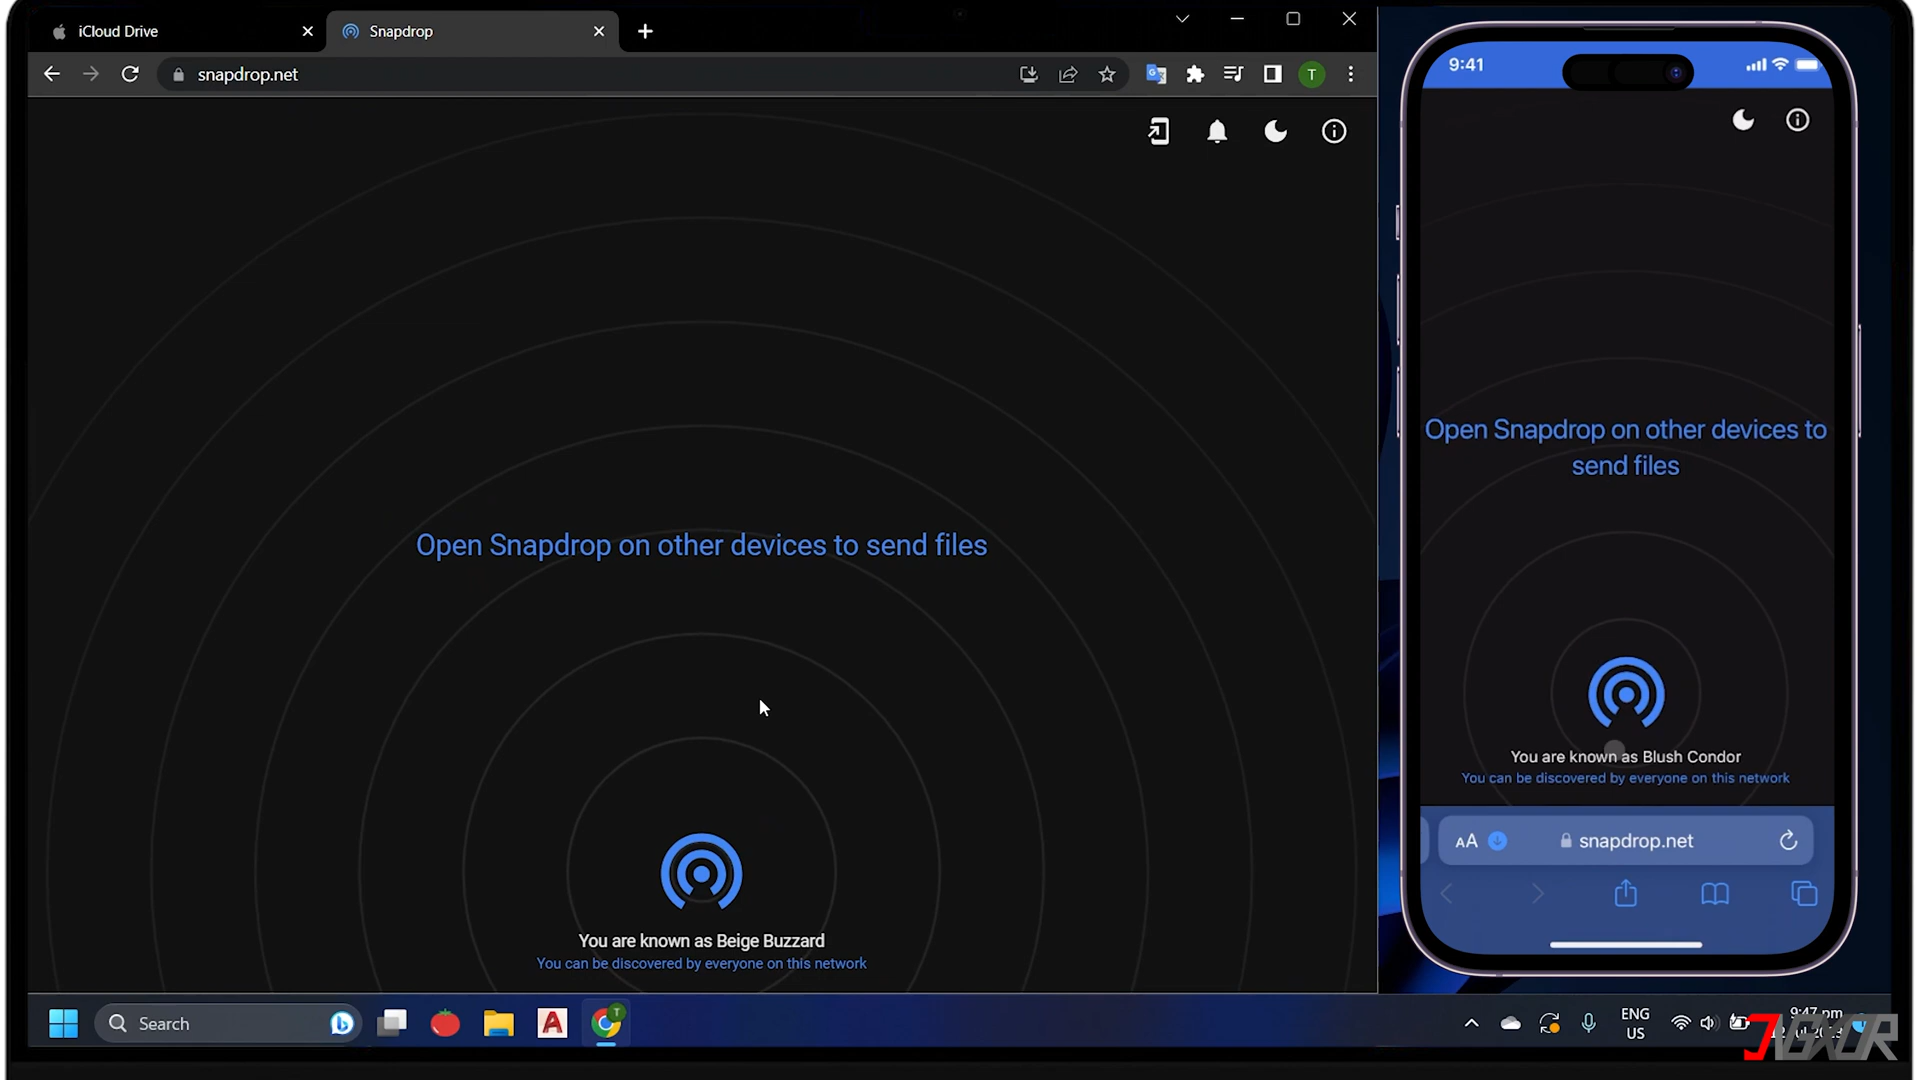 iCloud Drive
Snapdrop
snapdrop.net
T
Open Snapdrop on other devices to send files
You are known as Beige Buzzard
You can be discovered by everyone on this network
9:41
Open Snapdrop on other devices to
send files
You are known as Blush Condor
You can be discovered by everyone on this network
AA
snapdrop.net
Search
A
T
ENG
US
9:47 pm